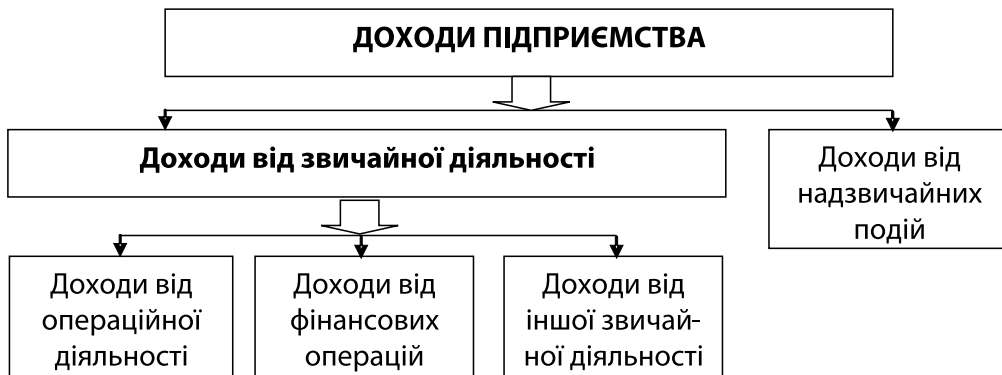 ДОХОДИ ПІДПРИЄМСТВА
Доходи від звичайної діяльності
Доходи від
надзвичайних
подій
Доходи від
операційної
діяльності
Доходи від
фінансових
операцій
Доходи від
іншої звичай-
ної діяльності